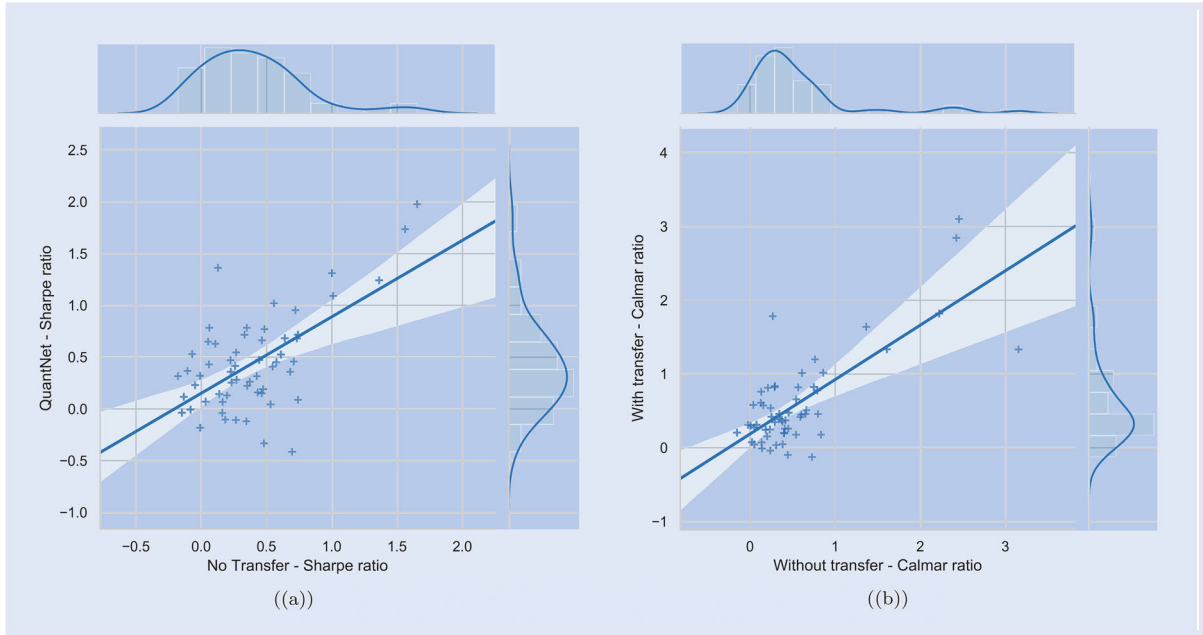 2.5
2.0
1.5
1.0
0.5
0.0
−0.5
−1.0
QuantNet - Sharpe ratio
−0.5 0.0 0.5 1.0 1.5 2.0
No Transfer - Sharpe ratio
((a))
4
3
2
1
0
−1
With transfer - Calmar ratio
0 1 2 3
Without transfer - Calmar ratio
((b))